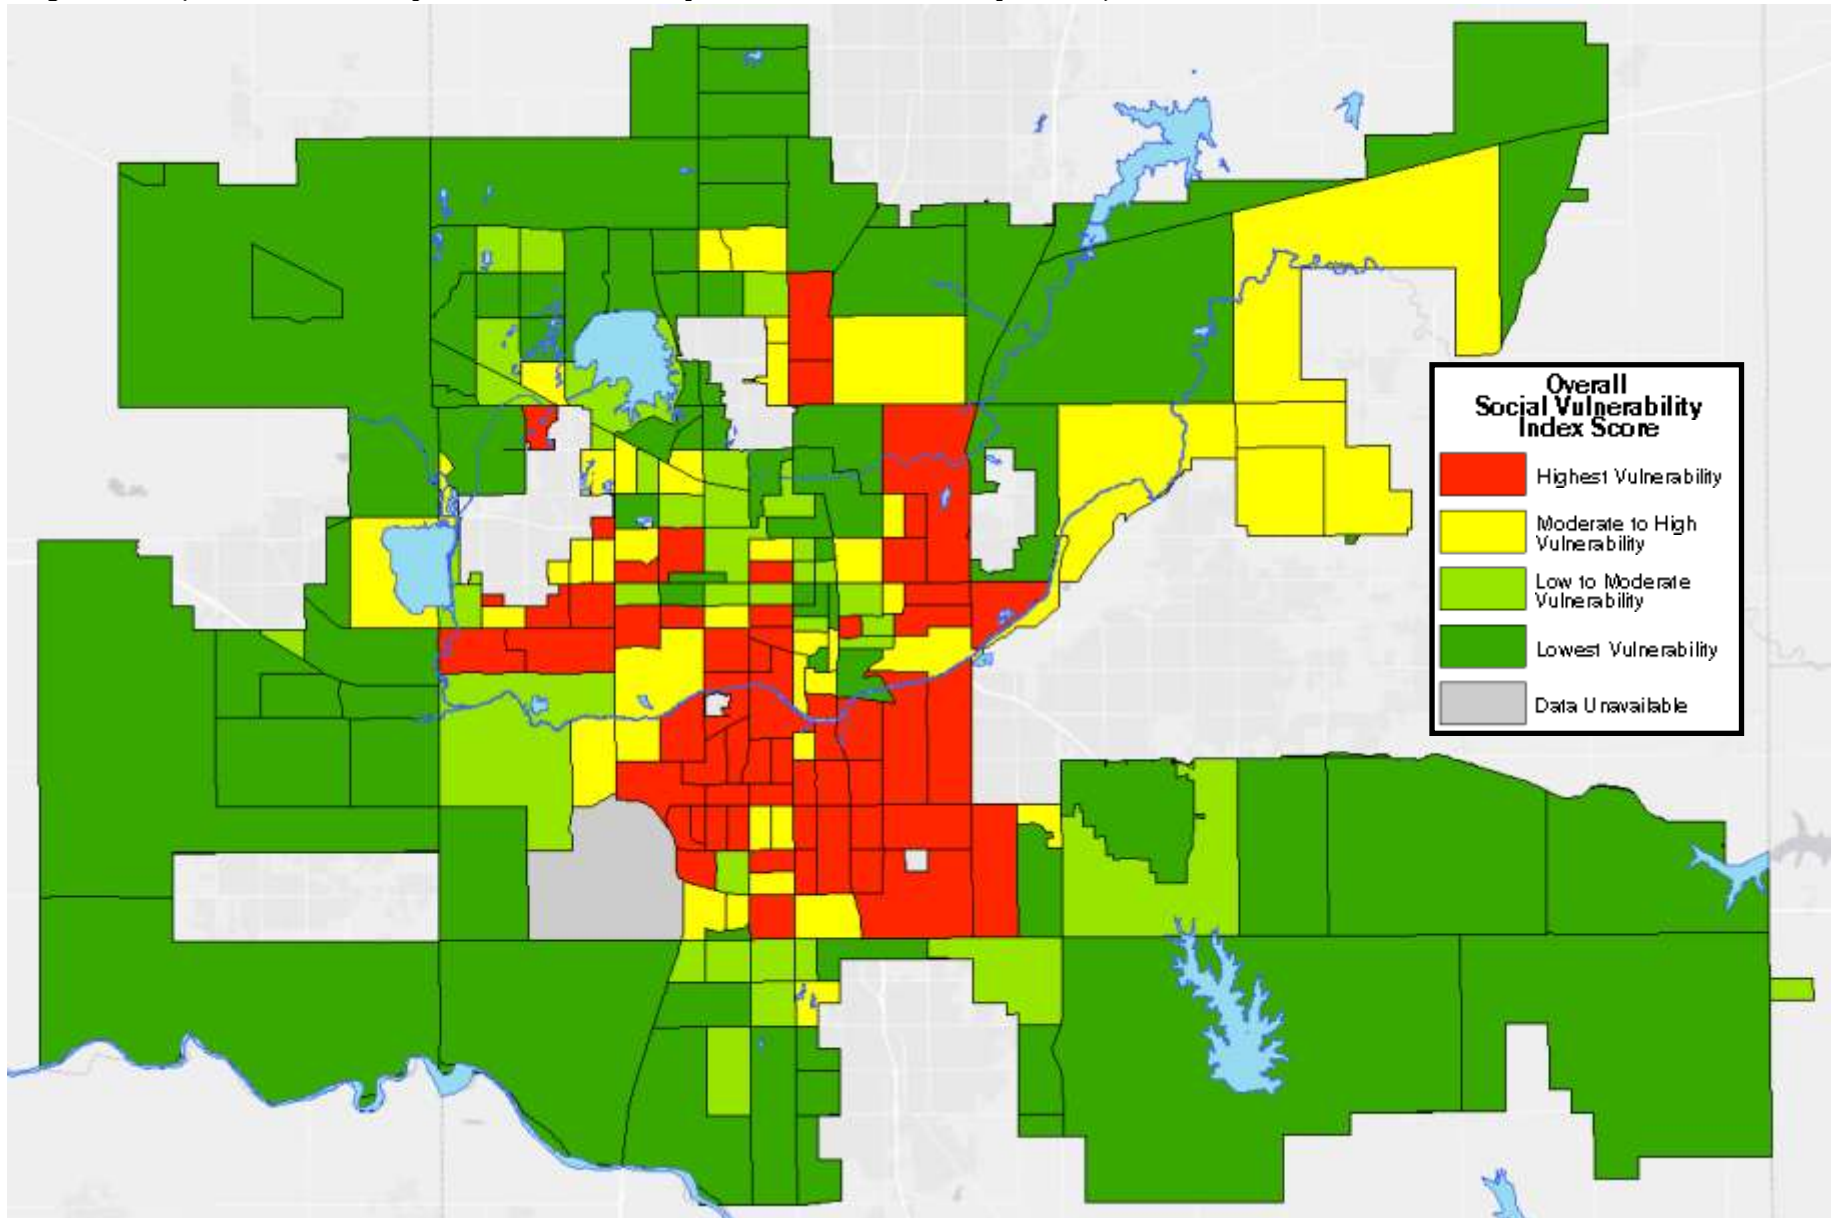 Overall
Social Vulnerability
Index Score
Highest Vulnerability
Moderate to High
Vulnerability
Low to Moderate
Vulnerability
Lowest Vulnerability
Data Unavailable